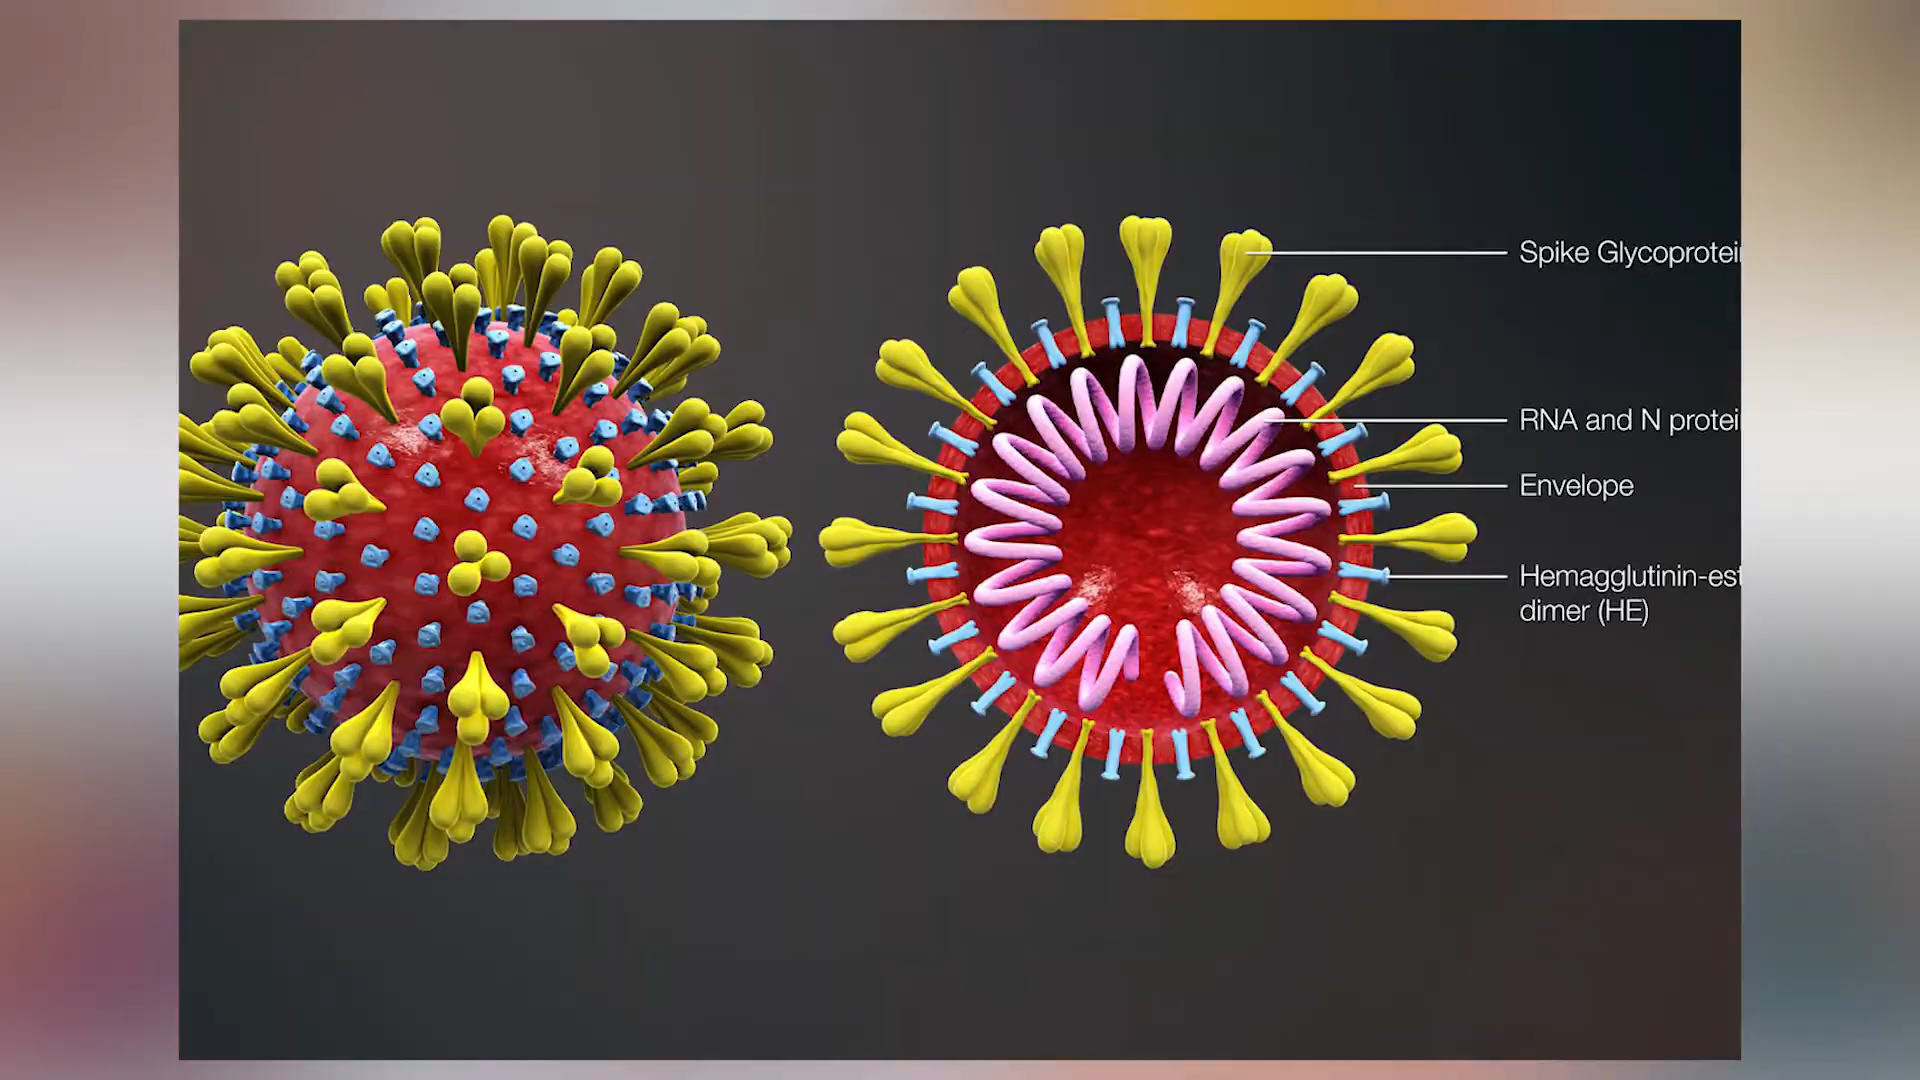 Spike Glycoprotei
RNA and N protei
Envelope
Hemagglutinin-est
dimer (HE)